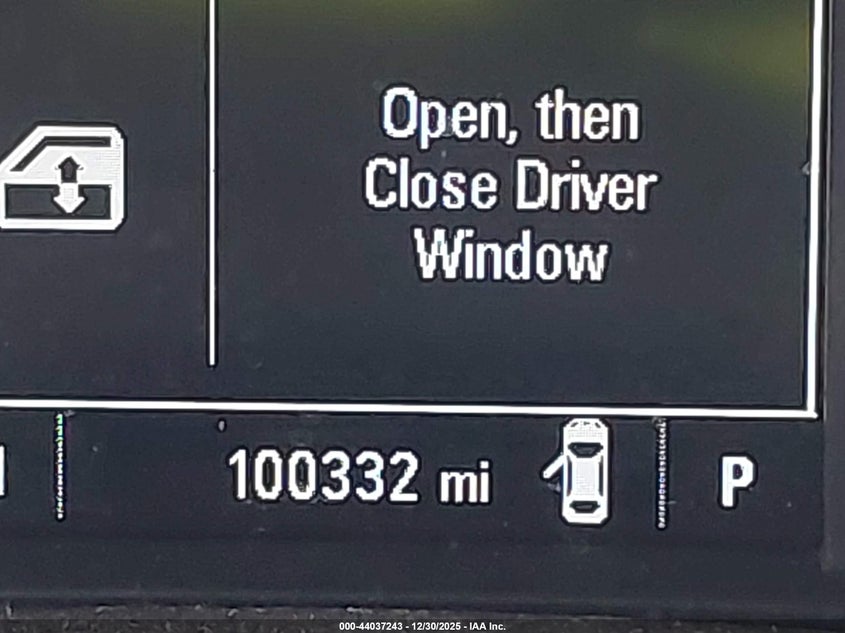 Open, then
Close Driver
Window
100332 mi
P
000-44037243 - 12/30/2025 - IAA Inc.